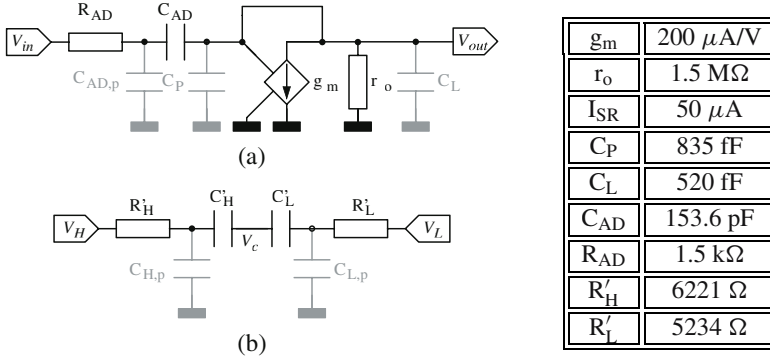 R_AD C_AD
V_in V_out
C_AD,p C_P g_m r_o C_L
(a)
R'_H C'_H C'_L R'_L
V_H V_c V_L
C_H,p C_L,p
(b)
g_m 200 μA/V
r_o 1.5 MΩ
I_SR 50 μA
C_P 835 fF
C_L 520 fF
C_AD 153.6 pF
R_AD 1.5 kΩ
R'_H 6221 Ω
R'_L 5234 Ω